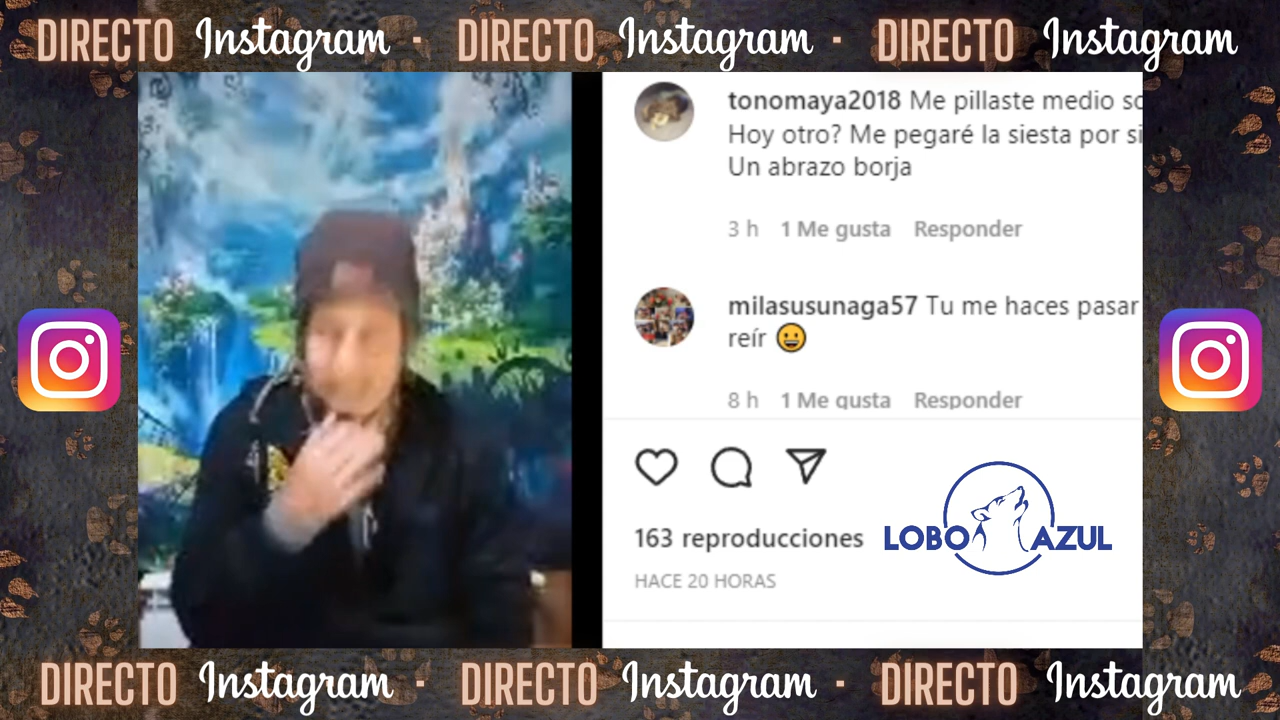 DIRECTO Instagram · DIRECTO Instagram · DIRECTO Instagram
tonomaya2018 Me pillaste medio
Hoy otro? Me pegaré la siesta por si
Un abrazo borja
3 h 1 Me gusta Responder
milasusunaga57 Tu me haces pasar
reír 😀
8 h 1 Me gusta Responder
163 reproducciones
LOBO AZUL
HACE 20 HORAS
DIRECTO Instagram · DIRECTO Instagram · DIRECTO Instagram